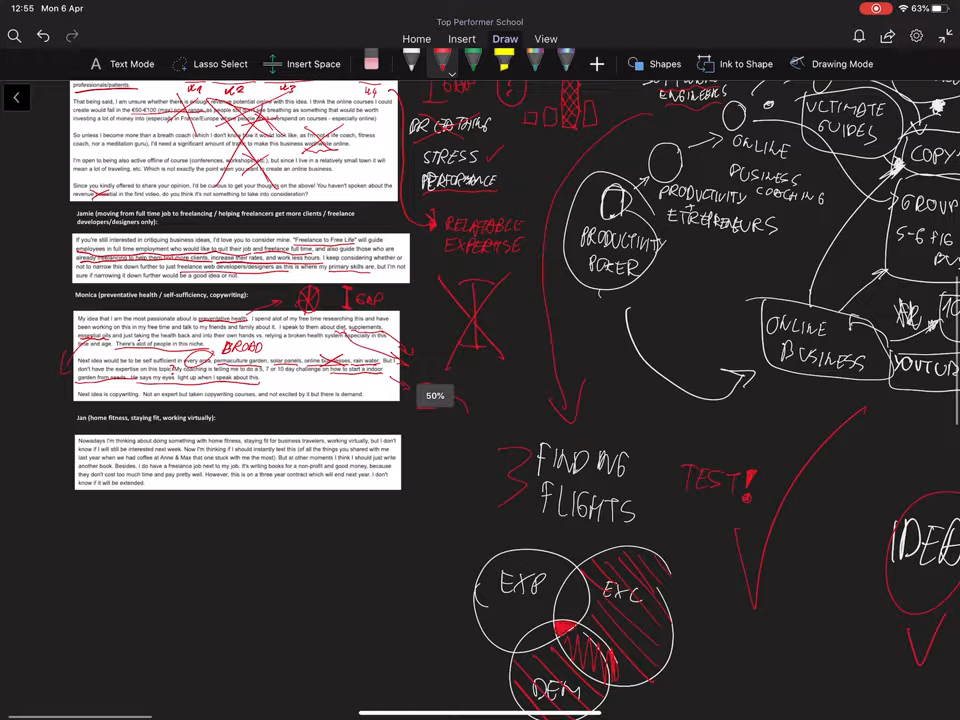 12:55 Mon 6 Apr
63%
Top Performer School
Home Insert Draw View
Text Mode
Lasso Select
Insert Space
Shapes
Ink to Shape
Drawing Mode
professionals/patients.
That being said, I am unsure whether there is enough revenue potential online with this idea. I think the online courses I could
create would fall in the €50-€100 (max) price range, as people see breathing as something that would be worth
investing a lot of money into (especially in France/Europe where people don't overspend on courses - especially online)
So unless I become more than a breath coach (which I don't know how it would look like, as I'm not a life coach, fitness
coach, nor a meditation guru), I'd need a significant amount of traffic to make this business worthwhile online.
I'm open to being also active offline of course (conferences, workshops, etc.), but since I live in a relatively small town it will
mean a lot of traveling, etc. Which is not exactly the point when you want to create an online business.
Since you kindly offered to share your opinion, I'd be curious to get your thoughts on the above! You haven't spoken about the
revenue potential in the first video, do you think it's not something to take into consideration?
Jamie (moving from full time job to freelancing / helping freelancers get more clients / freelance
developers/designers only):
If you're still interested in critiquing business ideas, I'd love you to consider mine. "Freelance to Free Life" will guide
employees in full time employment who would like to quit their job and freelance full time, and also guide those who are
already freelancing to help them find more clients, increase their rates, and work less hours. I keep considering whether
or not to narrow this down further to just freelance web developers/designers as this is where my primary skills are, but I'm not
sure if narrowing it down further would be a good idea or not.
Monica (preventative health / self-sufficiency, copywriting):
GAP
My idea that I am the most passionate about is preventative health. I spend alot of my free time researching this and have
been working on this in my free time and talk to my friends and family about it. I speak to them about diet, supplements,
essential oils and just taking the health back and into their own hands vs. relying a broken health system especially in this
time and age. There's alot of people in this niche.
BROAD
Next idea would be to be self sufficient in every area, permaculture garden, solar panels, online businesses, rain water. But I
don't have the expertise on this topic. My coaching is telling me to do a 5, 7 or 10 day challenge on how to start a indoor
garden from seeds. He says my eyes light up when I speak about this.
Next idea is copywriting. Not an expert but taken copywriting courses, and not excited by it but there is demand.
Jan (home fitness, staying fit, working virtually):
Nowadays I'm thinking about doing something with home fitness, staying fit for business travelers, working virtually, but I don't
know if I will still be interested next week. Now I'm thinking if I should instantly test this (of all the things you shared with me
last year when we had coffee at Anne & Max that one stuck with me the most). But at other moments I think I should just write
another book. Besides, I do have a freelance job next to my job. It's writing books for a non-profit and good money, because
they don't cost too much time and pay pretty well. However, this is on a three year contract which will end next year. I don't
know if it will be extended.
BREATHING
STRESS
PERFORMANCE
RELATABLE
EXPERTISE
50%
ENGINEERS
ONLINE
BUSINESS
COACHING
PRODUCTIVITY
+
PRODUCTIVITY
POKER
ULTIMATE
GUIDES
COPY
GROUP
5-6 FIG
ONLINE
BUSINESS
10
YOUTUB
3 FINDING
FLIGHTS
TEST!
IDEA
EXP
EXC
DEM